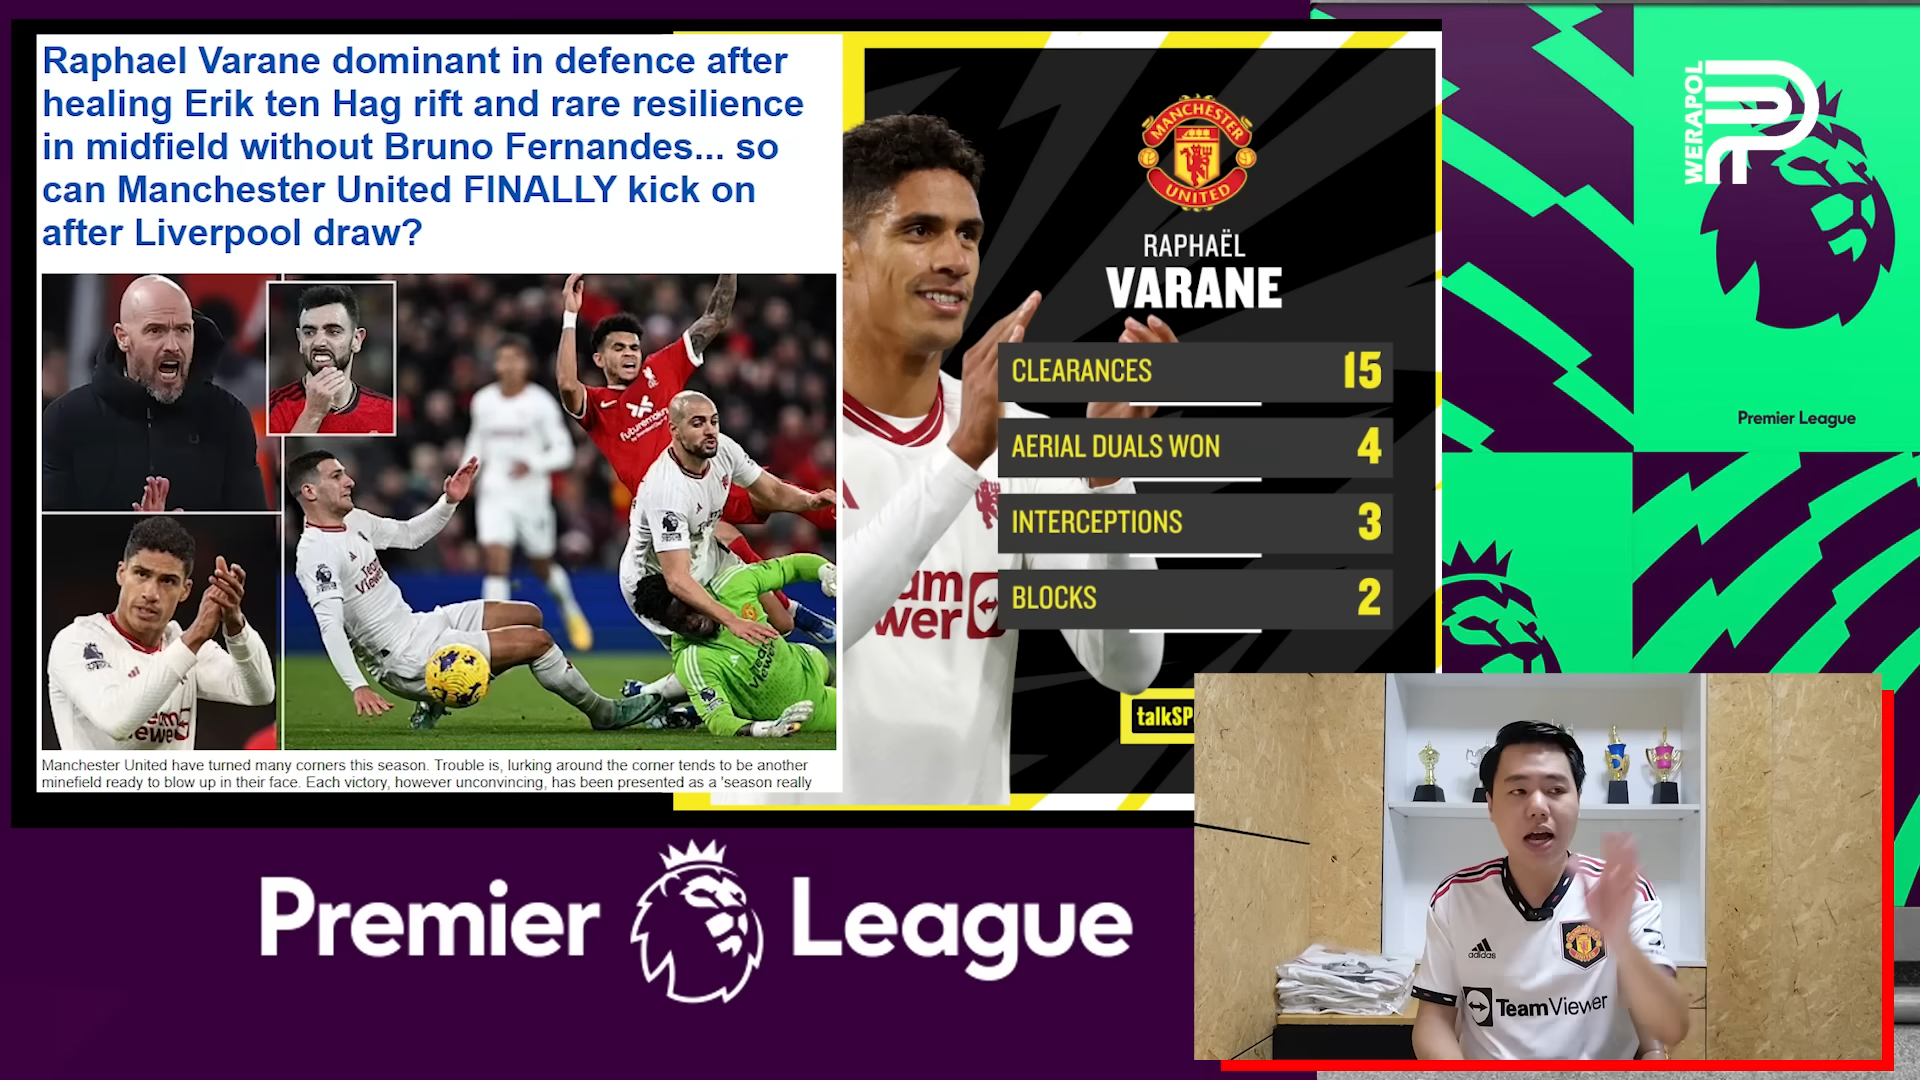 Raphael Varane dominant in defence after
healing Erik ten Hag rift and rare resilience
in midfield without Bruno Fernandes... so
can Manchester United FINALLY kick on
after Liverpool draw?
Manchester United have turned many corners this season. Trouble is, lurking around the corner tends to be another
minefield ready to blow up in their face. Each victory, however unconvincing, has been presented as a 'season really
MANCHESTER
UNITED
RAPHAËL
VARANE
CLEARANCES 15
AERIAL DUALS WON 4
INTERCEPTIONS 3
BLOCKS 2
talkSP
WERAPOL
Premier League
Premier League
adidas
TeamViewer